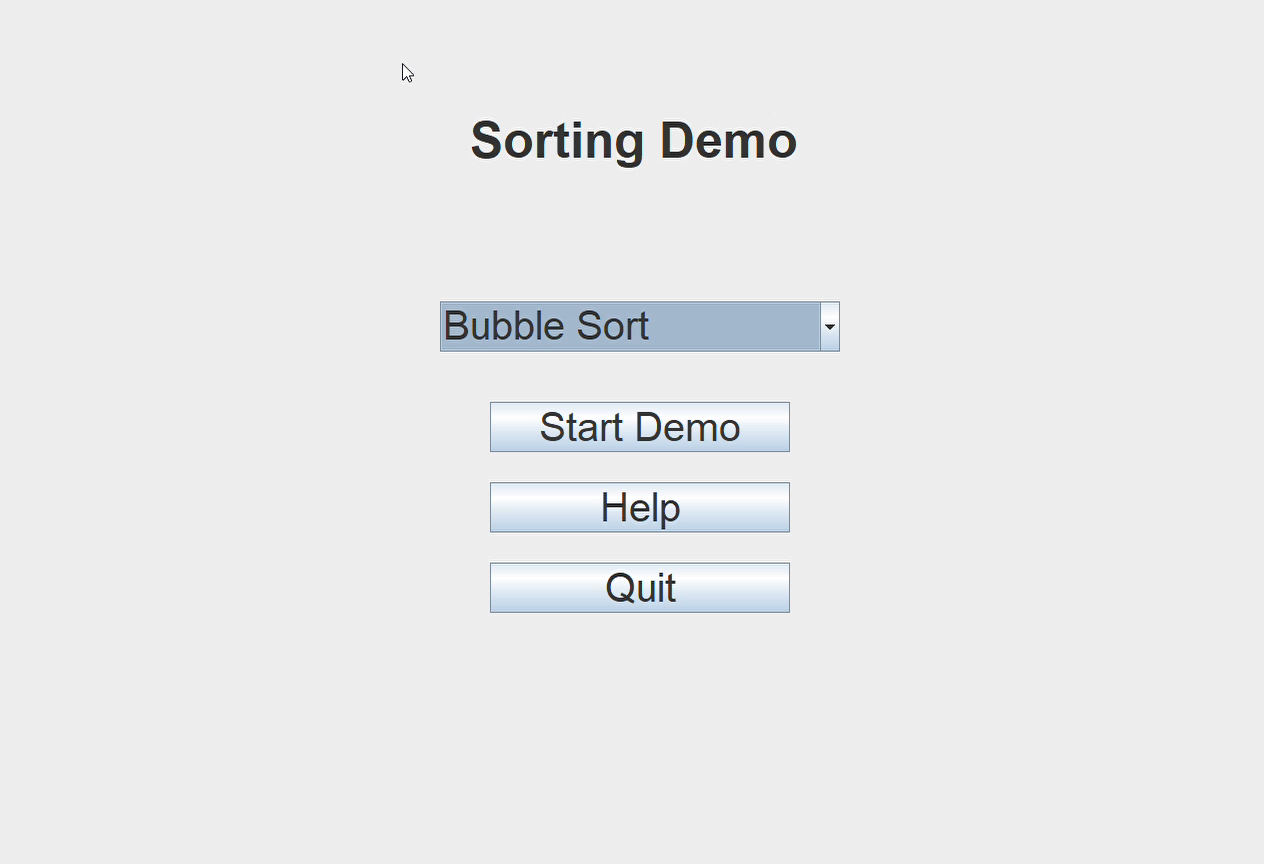 Sorting Demo
Bubble Sort
Start Demo
Help
Quit